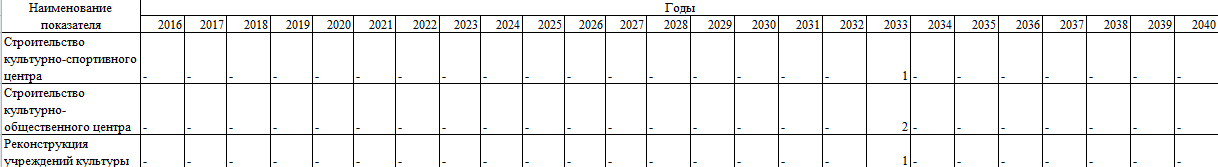 Наименование показателя Годы
2016 2017 2018 2019 2020 2021 2022 2023 2024 2025 2026 2027 2028 2029 2030 2031 2032 2033 2034 2035 2036 2037 2038 2039 2040
Строительство
культурно-спортивного
центра - - - - - - - - - - - - - - - - - 1 - - - - - - -
Строительство
культурно-
общественного центра - - - - - - - - - - - - - - - - - 2 - - - - - - -
Реконструкция
учреждений культуры - - - - - - - - - - - - - - - - - 1 - - - - - - -